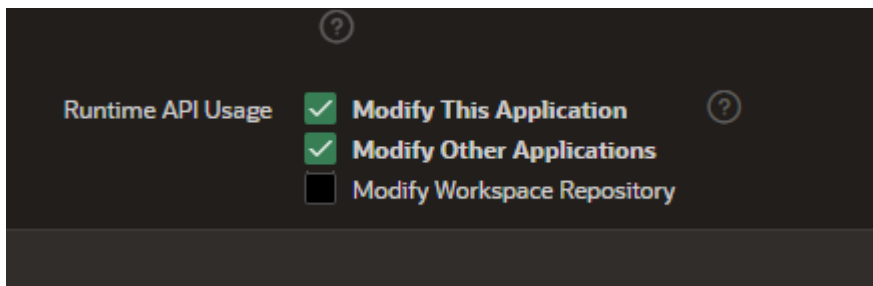 ?
Runtime API Usage Modify This Application ?
Modify Other Applications
Modify Workspace Repository